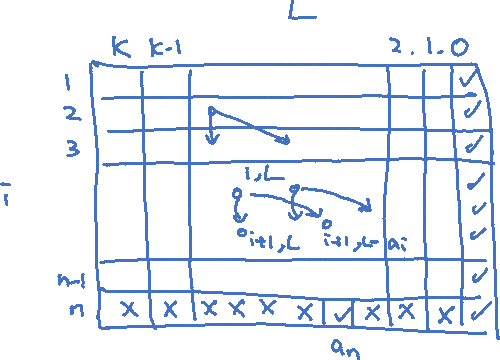 L
K K-1 2. 1. 0
1 ✓
2 ✓
3 ✓
i,L ✓
i ✓
i+1,L i+1,L-ai ✓
n-1 ✓
n × × × × × × ✓ × × × ✓
an